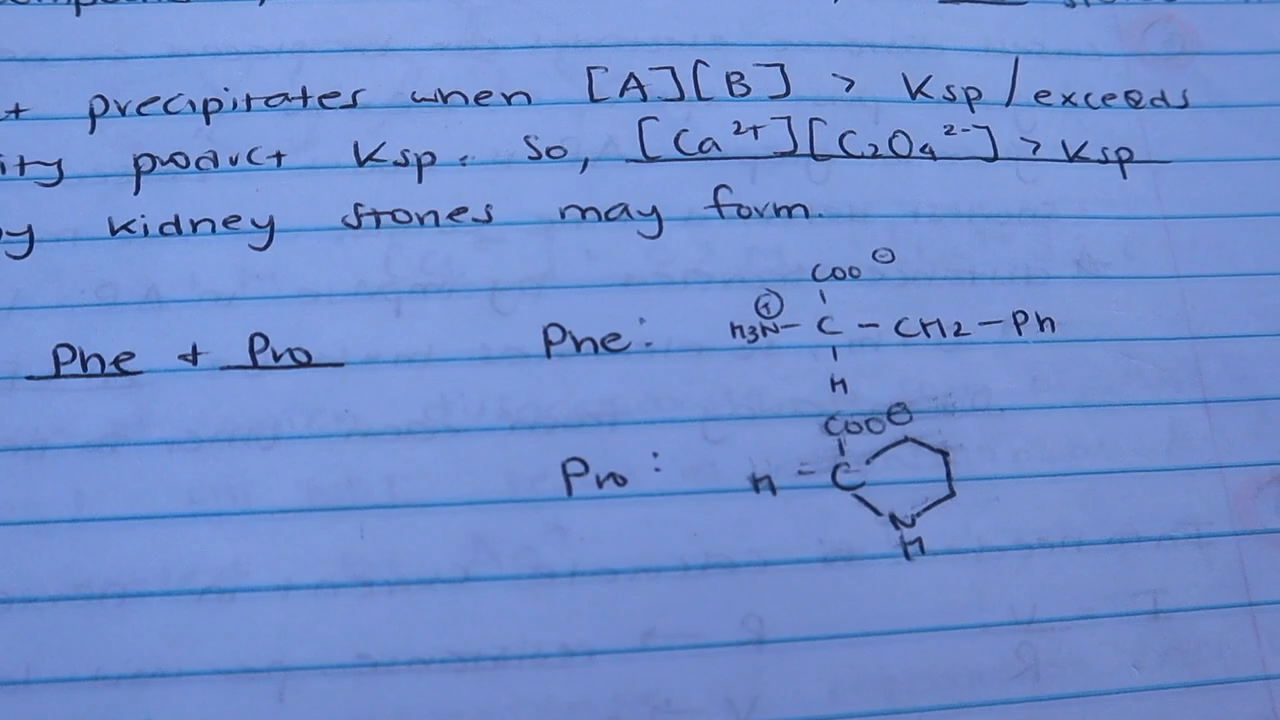 + precipitates when [A][B] > Ksp / exceeds
ity product Ksp. So, [Ca²⁺][C₂O₄²⁻] > Ksp
y kidney stones may form.
COO⊖
Phe + Pro Phe: H₃N⊕ – C – CH₂ – Ph
H
COO⊖
Pro: H – C
N
H